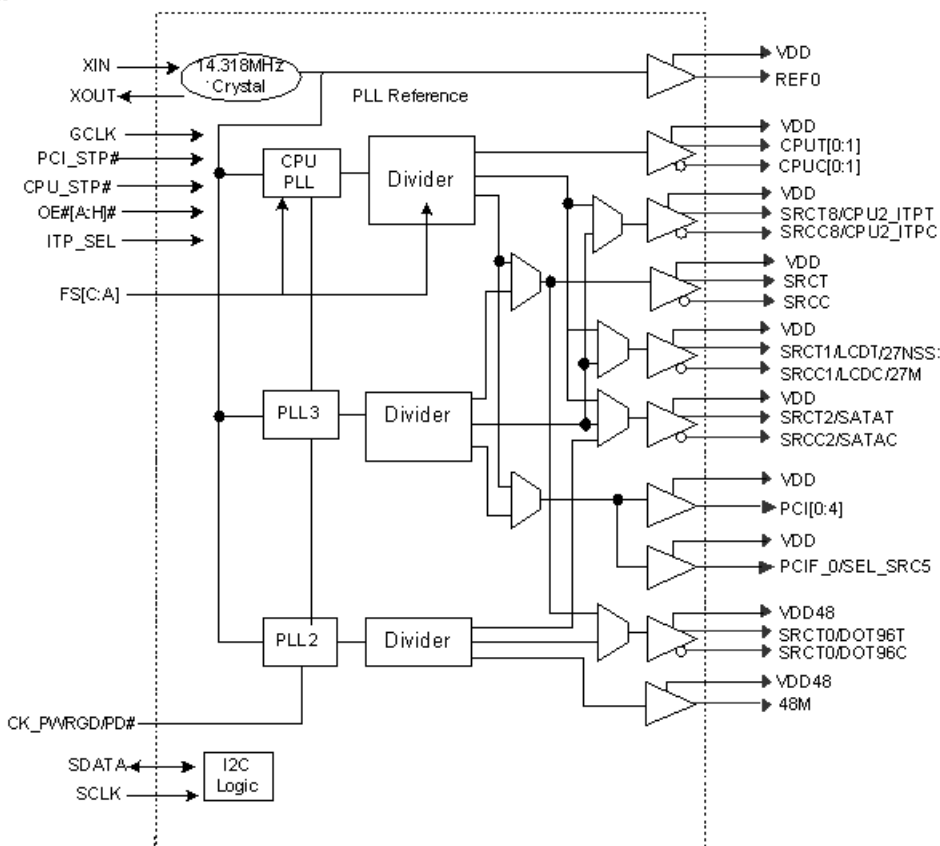 XIN
XOUT
14.318MHz
Crystal
PLL Reference
VDD
REF0
GCLK
PCI_STP#
CPU_STP#
OE#[A:H]#
ITP_SEL
FS[C:A]
CPU
PLL
Divider
VDD
CPUT[0:1]
CPUC[0:1]
VDD
SRCT8/CPU2_ITPT
SRCC8/CPU2_ITPC
VDD
SRCT
SRCC
VDD
SRCT1/LCDT/27NSS:
SRCC1/LCDC/27M
PLL3
Divider
VDD
SRCT2/SATAT
SRCC2/SATAC
VDD
PCI[0:4]
VDD
PCIF_0/SEL_SRC5
PLL2
Divider
VDD48
SRCT0/DOT96T
SRCT0/DOT96C
VDD48
48M
CK_PWRGD/PD#
SDATA
SCLK
I2C
Logic